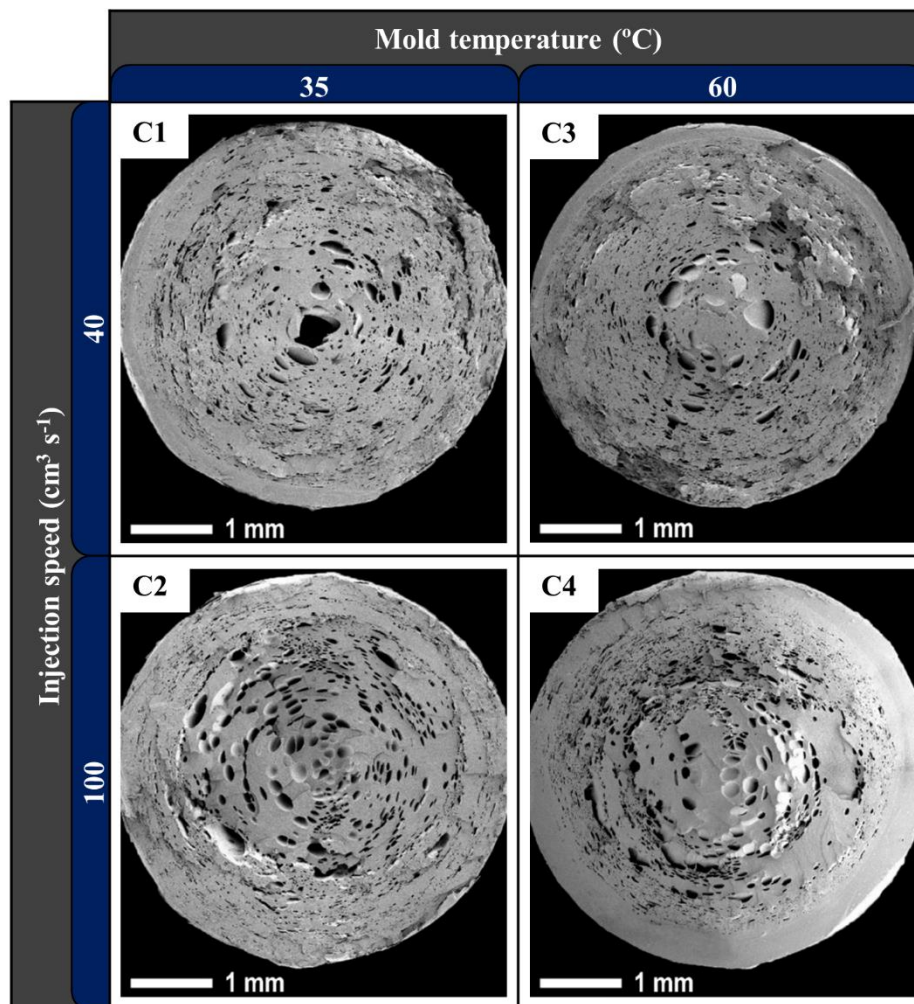 Mold temperature (ºC)
35
60
Injection speed (cm³ s⁻¹)
40
C1
1 mm
C3
1 mm
100
C2
1 mm
C4
1 mm